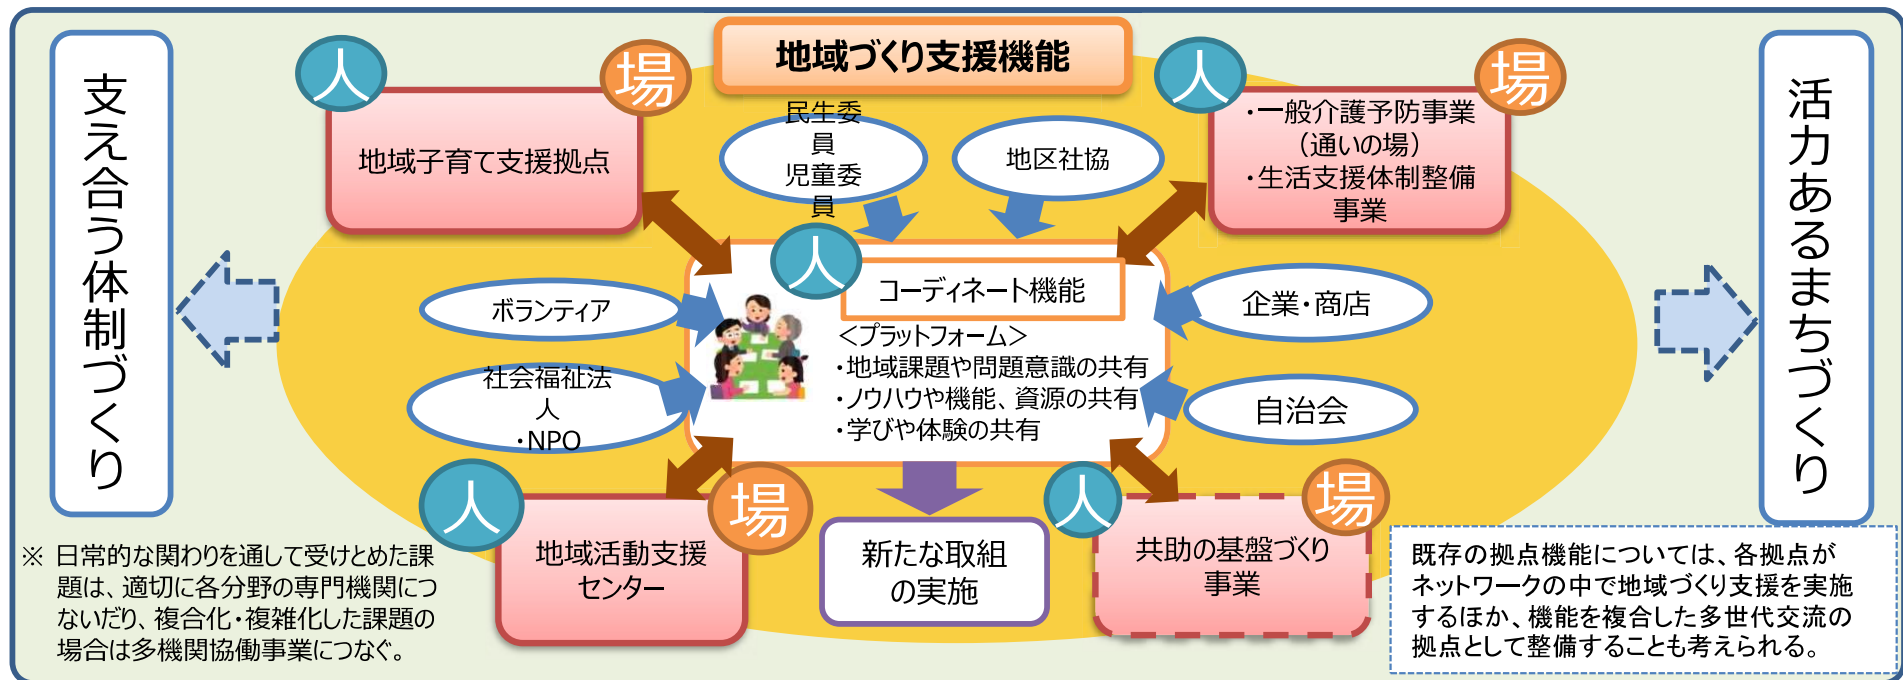 地域づくり支援機能
支え合う体制づくり
活力あるまちづくり
人
場
地域子育て支援拠点
民生委
員
児童委
員
地区社協
人
場
・一般介護予防事業
（通いの場）
・生活支援体制整備
事業
人
コーディネート機能
＜プラットフォーム＞
・地域課題や問題意識の共有
・ノウハウや機能、資源の共有
・学びや体験の共有
ボランティア
社会福祉法
人
・NPO
企業・商店
自治会
人
場
地域活動支援
センター
新たな取組
の実施
人
場
共助の基盤づくり
事業
※ 日常的な関わりを通して受けとめた課
題は、適切に各分野の専門機関につ
ないだり、複合化・複雑化した課題の
場合は多機関協働事業につなぐ。
既存の拠点機能については、各拠点が
ネットワークの中で地域づくり支援を実施
するほか、機能を複合した多世代交流の
拠点として整備することも考えられる。